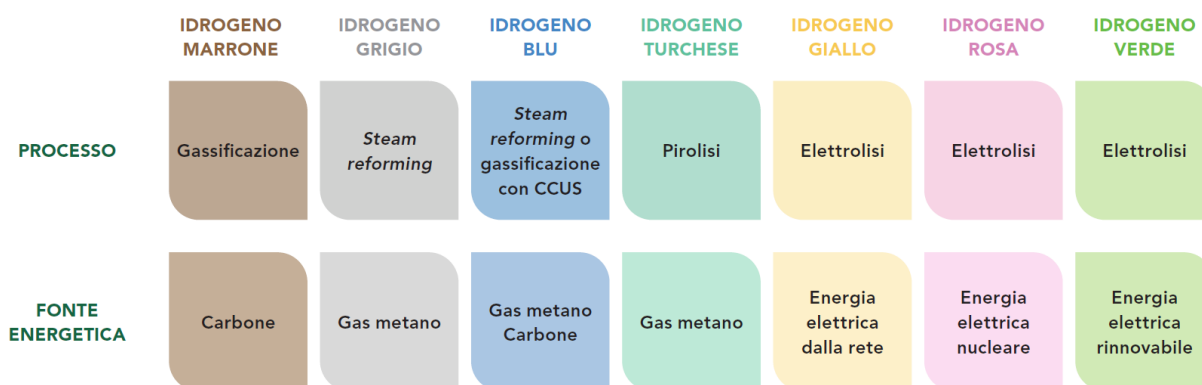 IDROGENO MARRONE
IDROGENO GRIGIO
IDROGENO BLU
IDROGENO TURCHESE
IDROGENO GIALLO
IDROGENO ROSA
IDROGENO VERDE
PROCESSO
Gassificazione
Steam
reforming
Steam
reforming o
gassificazione
con CCUS
Pirolisi
Elettrolisi
Elettrolisi
Elettrolisi
FONTE
ENERGETICA
Carbone
Gas metano
Gas metano
Carbone
Gas metano
Energia
elettrica
dalla rete
Energia
elettrica
nucleare
Energia
elettrica
rinnovabile